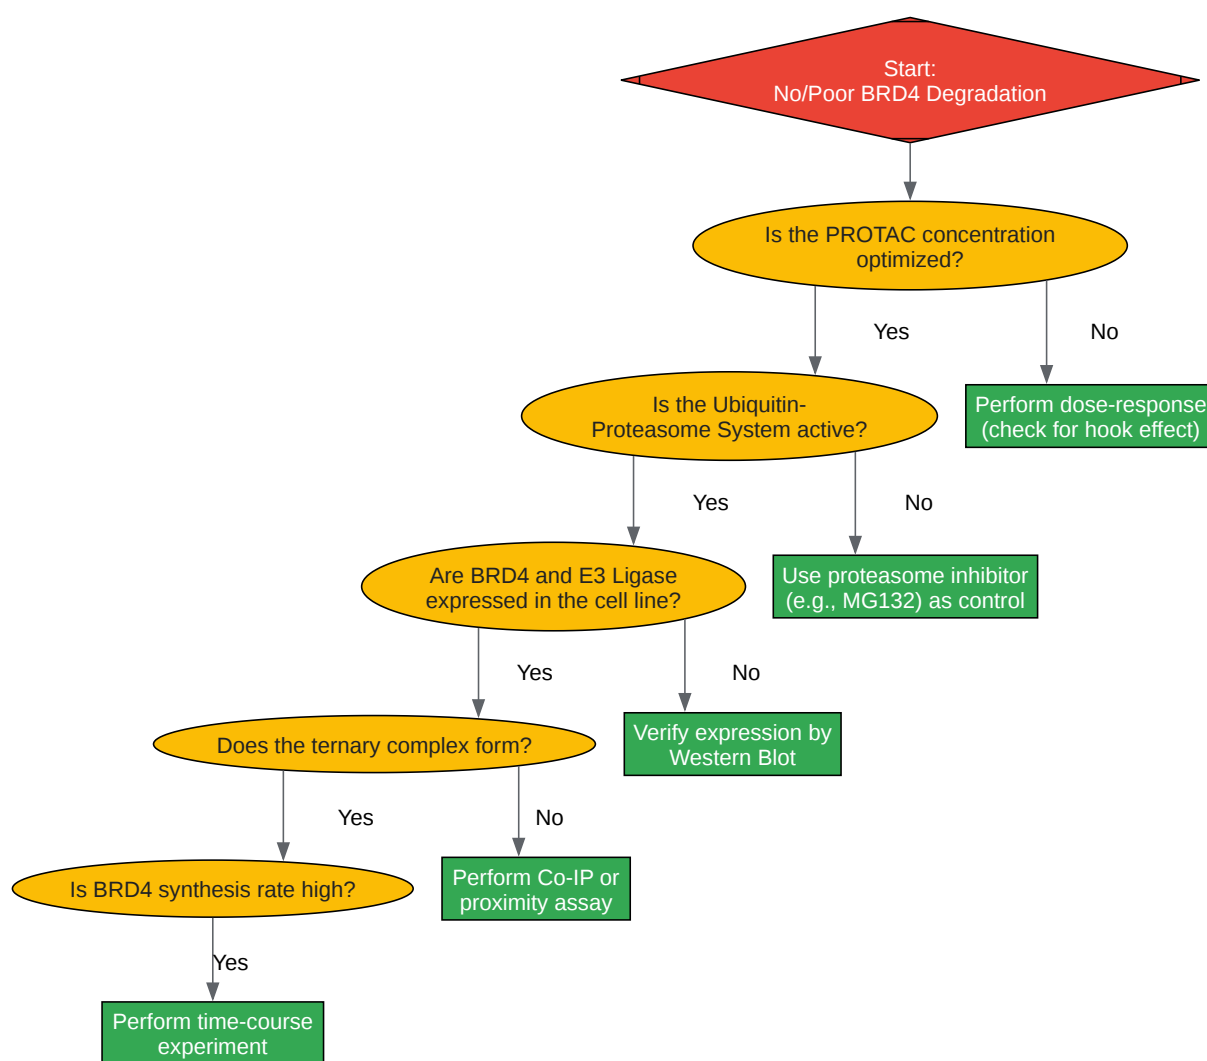 Start:
No/Poor BRD4 Degradation
Is the PROTAC concentration
optimized?
Yes
No
Is the Ubiquitin-
Proteasome System active?
Perform dose-response
(check for hook effect)
Yes
No
Are BRD4 and E3 Ligase
expressed in the cell line?
Use proteasome inhibitor
(e.g., MG132) as control
Yes
No
Does the ternary complex form?
Verify expression by
Western Blot
Yes
No
Is BRD4 synthesis rate high?
Perform Co-IP or
proximity assay
Yes
Perform time-course
experiment